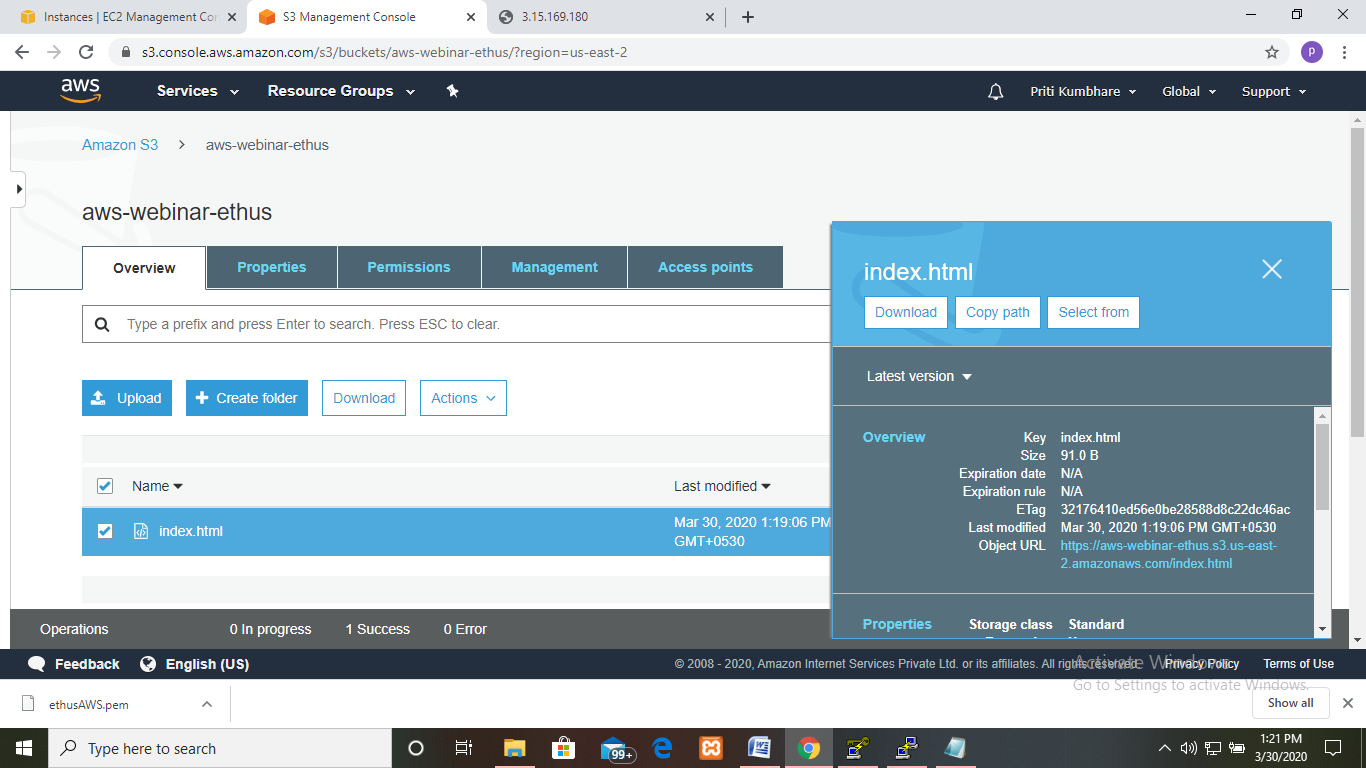 Instances | EC2 Management Con
S3 Management Console
3.15.169.180
s3.console.aws.amazon.com/s3/buckets/aws-webinar-ethus/?region=us-east-2
P
aws
Services
Resource Groups
Priti Kumbhare
Global
Support
Amazon S3 > aws-webinar-ethus
aws-webinar-ethus
Overview
Properties
Permissions
Management
Access points
Type a prefix and press Enter to search. Press ESC to clear.
Upload
+ Create folder
Download
Actions
Name
Last modified
index.html
Mar 30, 2020 1:19:06 PM
GMT+0530
index.html
Download
Copy path
Select from
Latest version
Overview
Key index.html
Size 91.0 B
Expiration date N/A
Expiration rule N/A
ETag 32176410ed56e0be28588d8c22dc46ac
Last modified Mar 30, 2020 1:19:06 PM GMT+0530
Object URL https://aws-webinar-ethus.s3.us-east-
2.amazonaws.com/index.html
Properties
Storage class Standard
Operations
0 In progress
1 Success
0 Error
Feedback
English (US)
© 2008 - 2020, Amazon Internet Services Private Ltd. or its affiliates. All rights reserved.
Privacy Policy
Terms of Use
Activate Windows
Go to Settings to activate Windows.
ethusAWS.pem
Show all
Type here to search
99+
1:21 PM
3/30/2020